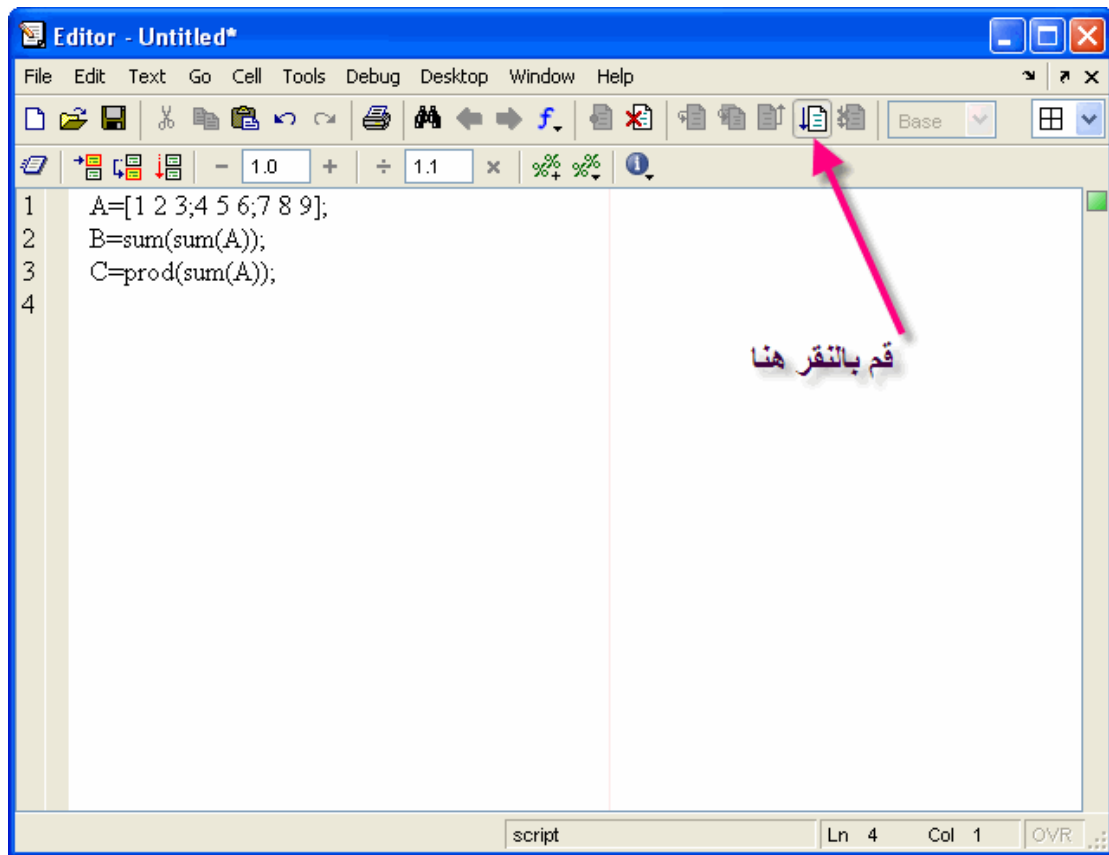 Editor - Untitled*
File Edit Text Go Cell Tools Debug Desktop Window Help
Base
- 1.0 + ÷ 1.1 ×
1 A=[1 2 3;4 5 6;7 8 9];
2 B=sum(sum(A));
3 C=prod(sum(A));
4
قم بالنقر هنا
script Ln 4 Col 1 OVR